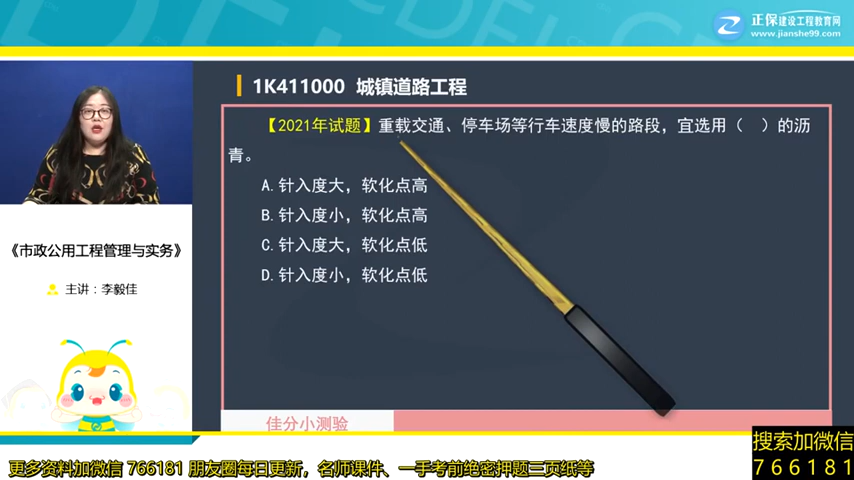 正保建设工程教育网
www.jianshe99.com
1K411000 城镇道路工程
【2021年试题】重载交通、停车场等行车速度慢的路段，宜选用（ ）的沥
青。
A.针入度大，软化点高
B.针入度小，软化点高
C.针入度大，软化点低
D.针入度小，软化点低
《市政公用工程管理与实务》
主讲：李毅佳
佳分小测验
搜索加微信
766181
更多资料加微信 766181 朋友圈每日更新，名师课件、一手考前绝密押题三页纸等